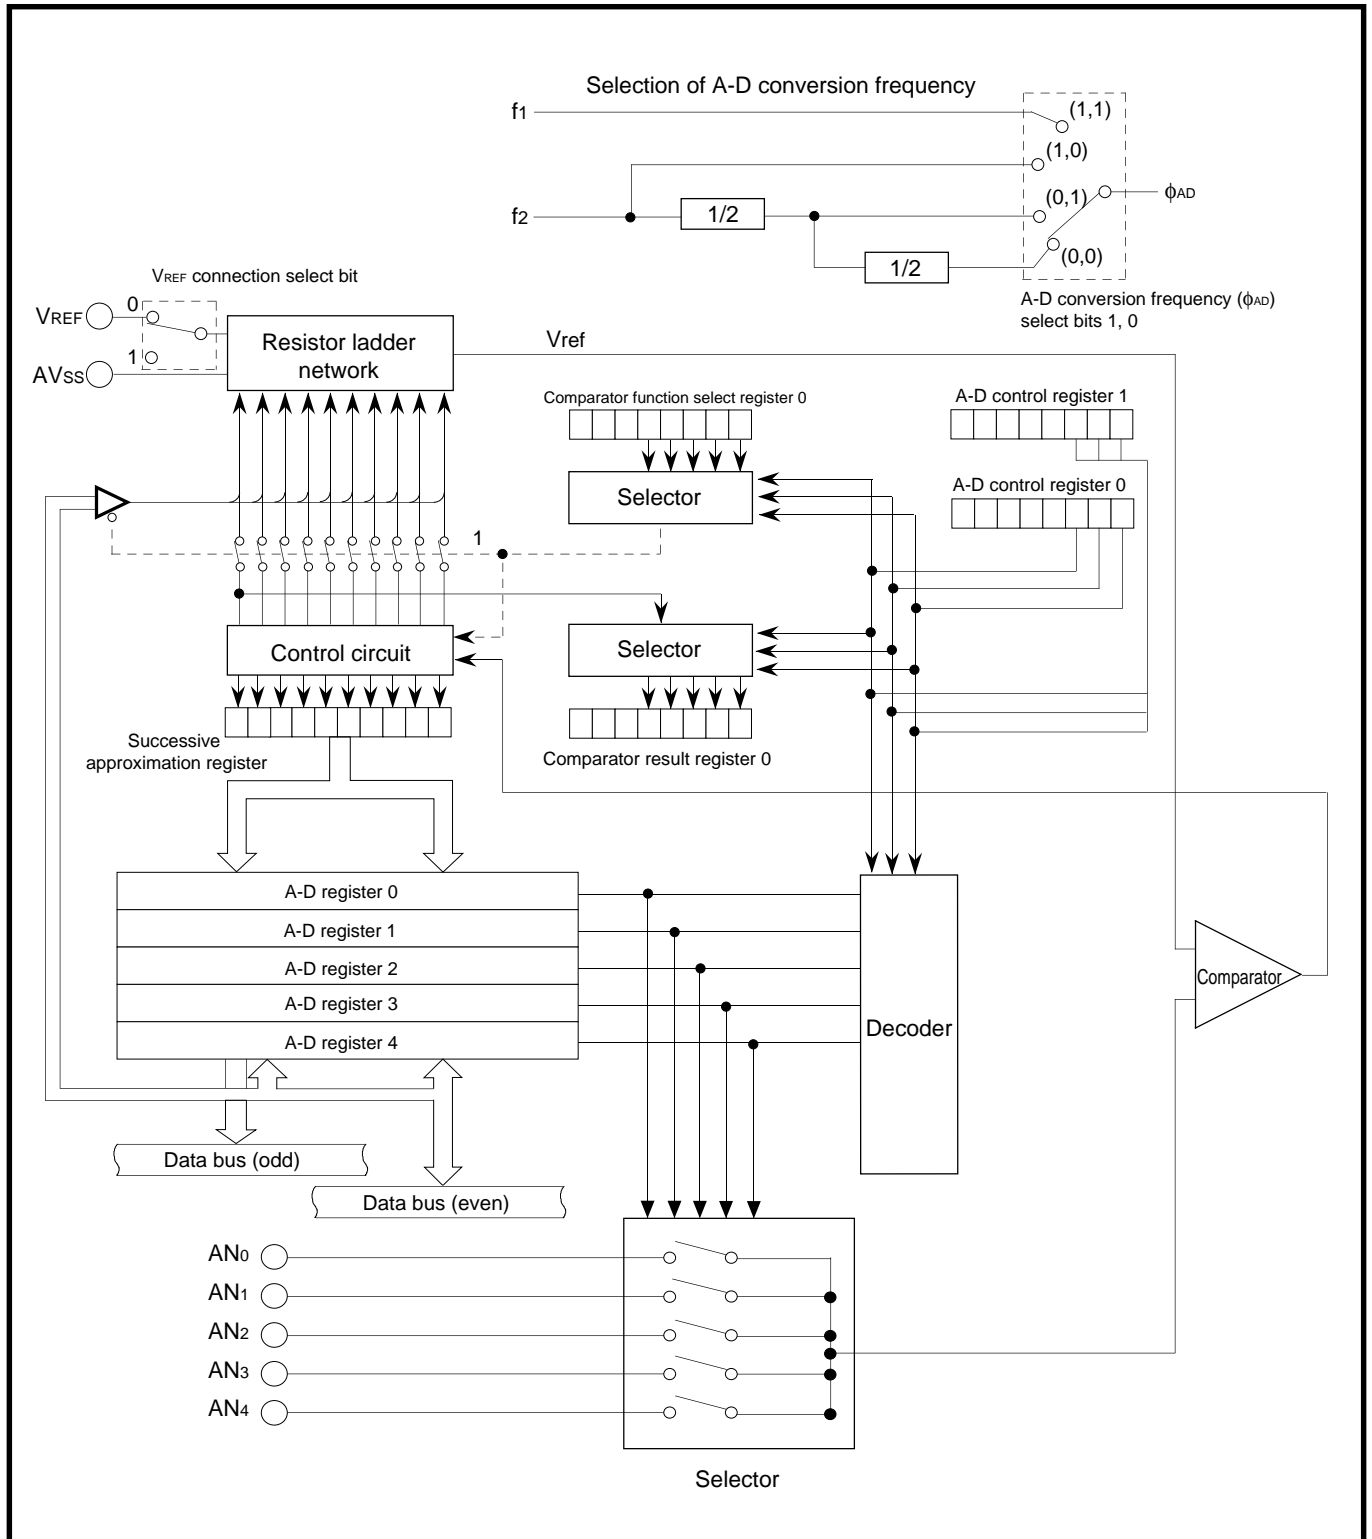 Selection of A-D conversion frequency
f1
(1,1)
(1,0)
(0,1)
ϕAD
f2
1/2
1/2
(0,0)
A-D conversion frequency (ϕAD)
select bits 1, 0
VREF connection select bit
VREF
0
1
AVSS
Resistor ladder
network
Vref
Comparator function select register 0
A-D control register 1
Selector
A-D control register 0
1
Control circuit
Selector
Successive
approximation register
Comparator result register 0
A-D register 0
A-D register 1
A-D register 2
A-D register 3
A-D register 4
Decoder
Comparator
Data bus (odd)
Data bus (even)
AN0
AN1
AN2
AN3
AN4
Selector